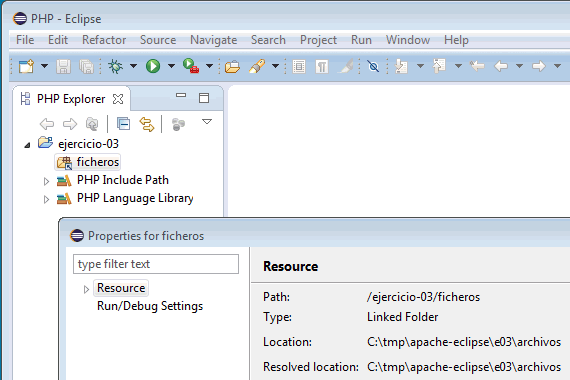 PHP - Eclipse
File Edit Refactor Source Navigate Search Project Run Window Help
PHP Explorer
ejercicio-03
ficheros
PHP Include Path
PHP Language Library
Properties for ficheros
type filter text
Resource
Run/Debug Settings
Resource
Path: /ejercicio-03/ficheros
Type: Linked Folder
Location: C:\tmp\apache-eclipse\e03\archivos
Resolved location: C:\tmp\apache-eclipse\e03\archivos